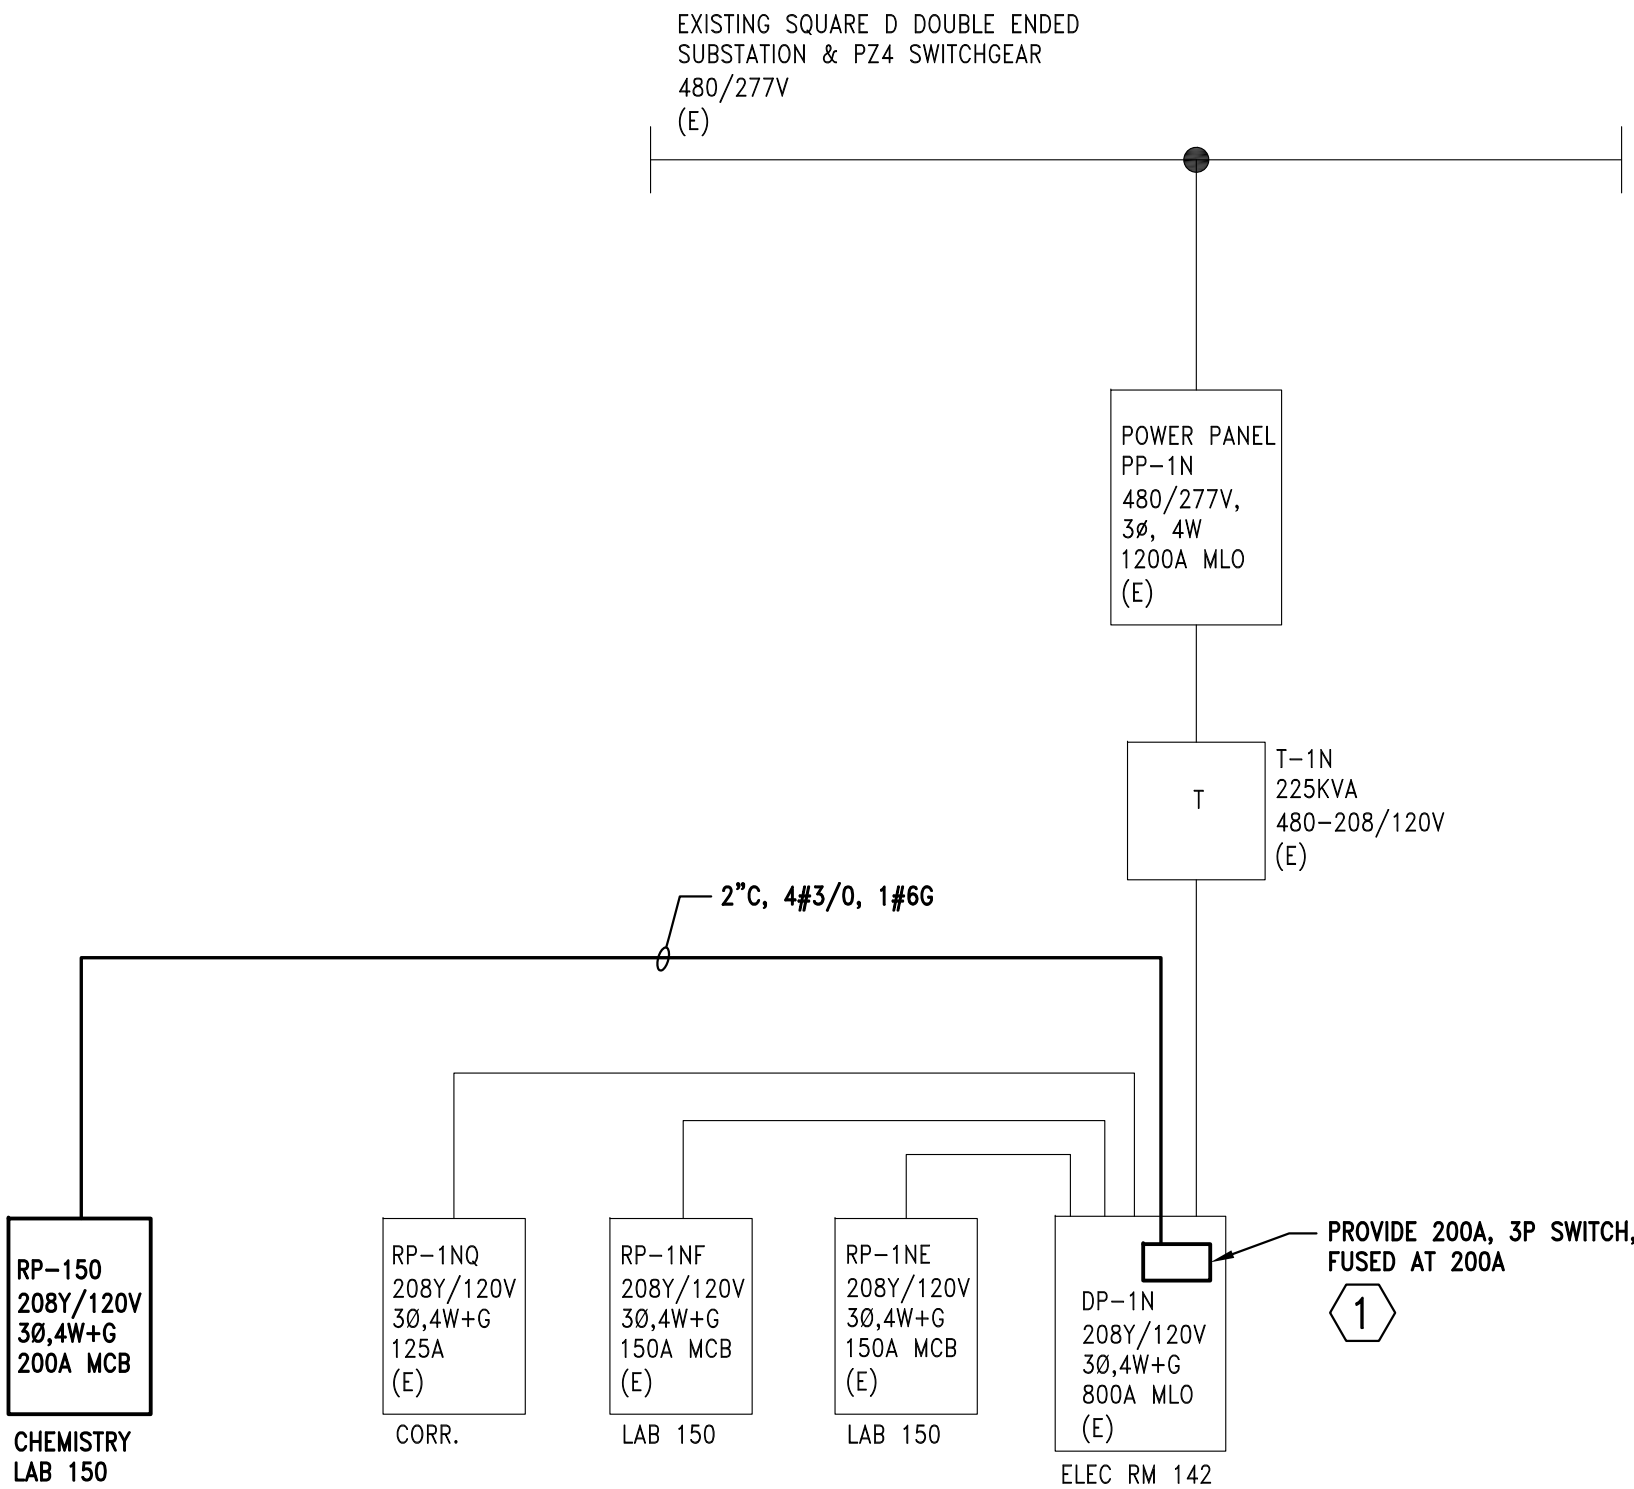 EXISTING SQUARE D DOUBLE ENDED
SUBSTATION & PZ4 SWITCHGEAR
480/277V
(E)
POWER PANEL
PP-1N
480/277V,
3ø, 4W
1200A MLO
(E)
T
T-1N
225KVA
480-208/120V
(E)
2"C, 4#3/0, 1#6G
RP-150
208Y/120V
3Ø,4W+G
200A MCB
CHEMISTRY
LAB 150
RP-1NQ
208Y/120V
3Ø,4W+G
125A
(E)
CORR.
RP-1NF
208Y/120V
3Ø,4W+G
150A MCB
(E)
LAB 150
RP-1NE
208Y/120V
3Ø,4W+G
150A MCB
(E)
LAB 150
DP-1N
208Y/120V
3Ø,4W+G
800A MLO
(E)
ELEC RM 142
PROVIDE 200A, 3P SWITCH,
FUSED AT 200A
1